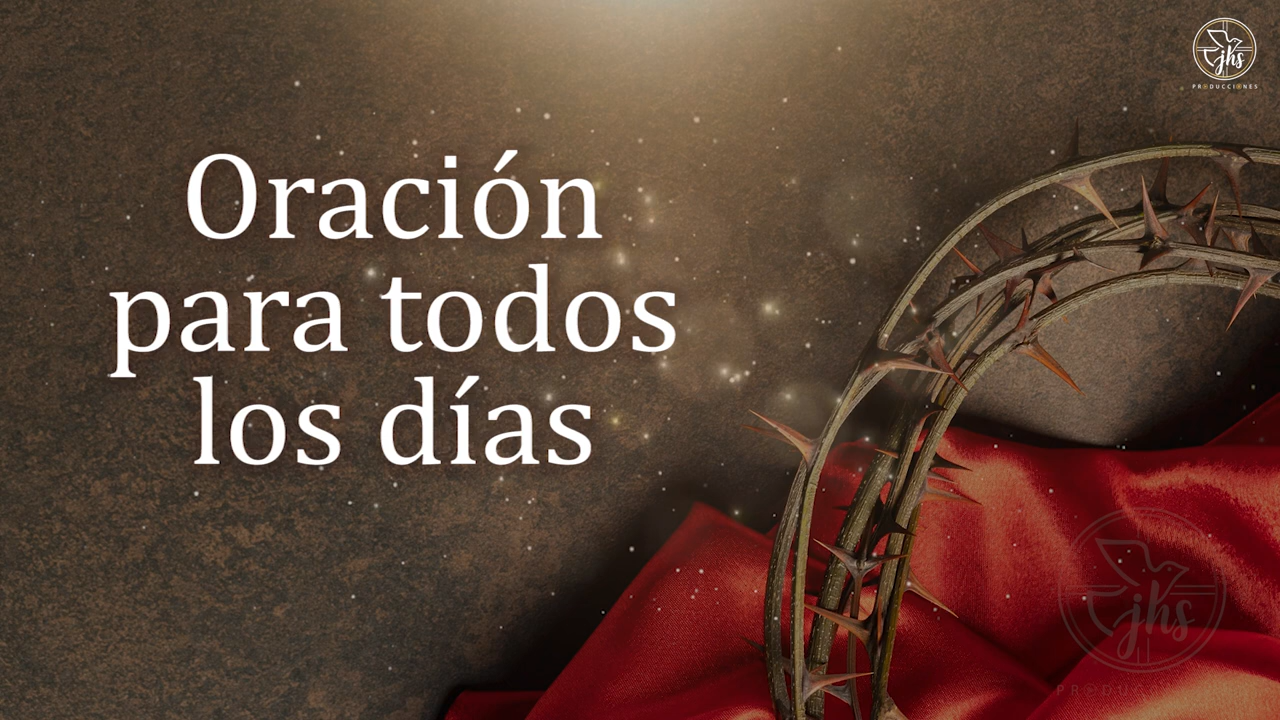 jhs
PRODUCCIONES
Oración
para todos
los días
jhs